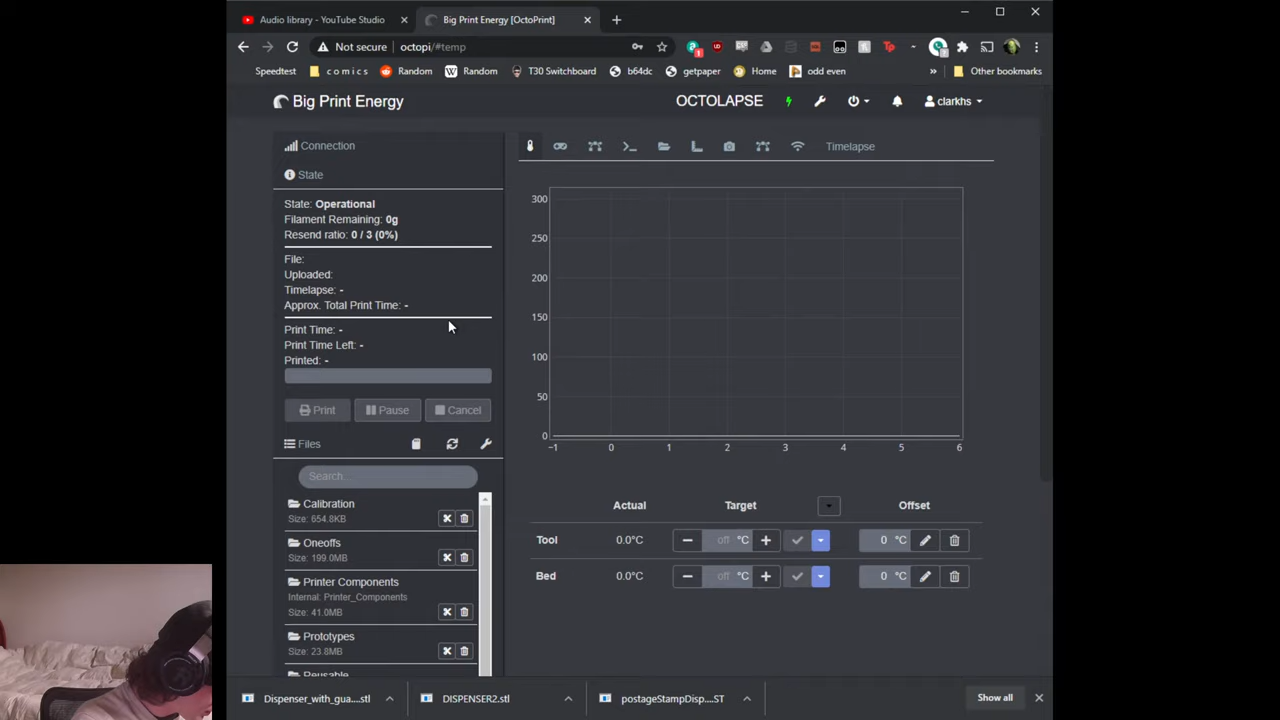 Audio library - YouTube Studio
Big Print Energy [OctoPrint]
Not secure
octopi/#temp
Speedtest
c o m i c s
Random
Random
T30 Switchboard
b64dc
getpaper
Home
odd even
»
Other bookmarks
Big Print Energy
OCTOLAPSE
clarkhs
Connection
State
State: Operational
Filament Remaining: 0g
Resend ratio: 0 / 3 (0%)
File:
Uploaded:
Timelapse: -
Approx. Total Print Time: -
Print Time: -
Print Time Left: -
Printed: -
Print
Pause
Cancel
Files
Search...
Calibration
Size: 654.8KB
Oneoffs
Size: 199.0MB
Printer Components
Internal: Printer_Components
Size: 41.0MB
Prototypes
Size: 23.8MB
Reusable
Timelapse
300
250
200
150
100
50
0
−1 0 1 2 3 4 5 6
Actual Target Offset
Tool 0.0°C off °C 0 °C
Bed 0.0°C off °C 0 °C
Dispenser_with_gua....stl
DISPENSER2.stl
postageStampDisp....ST
Show all